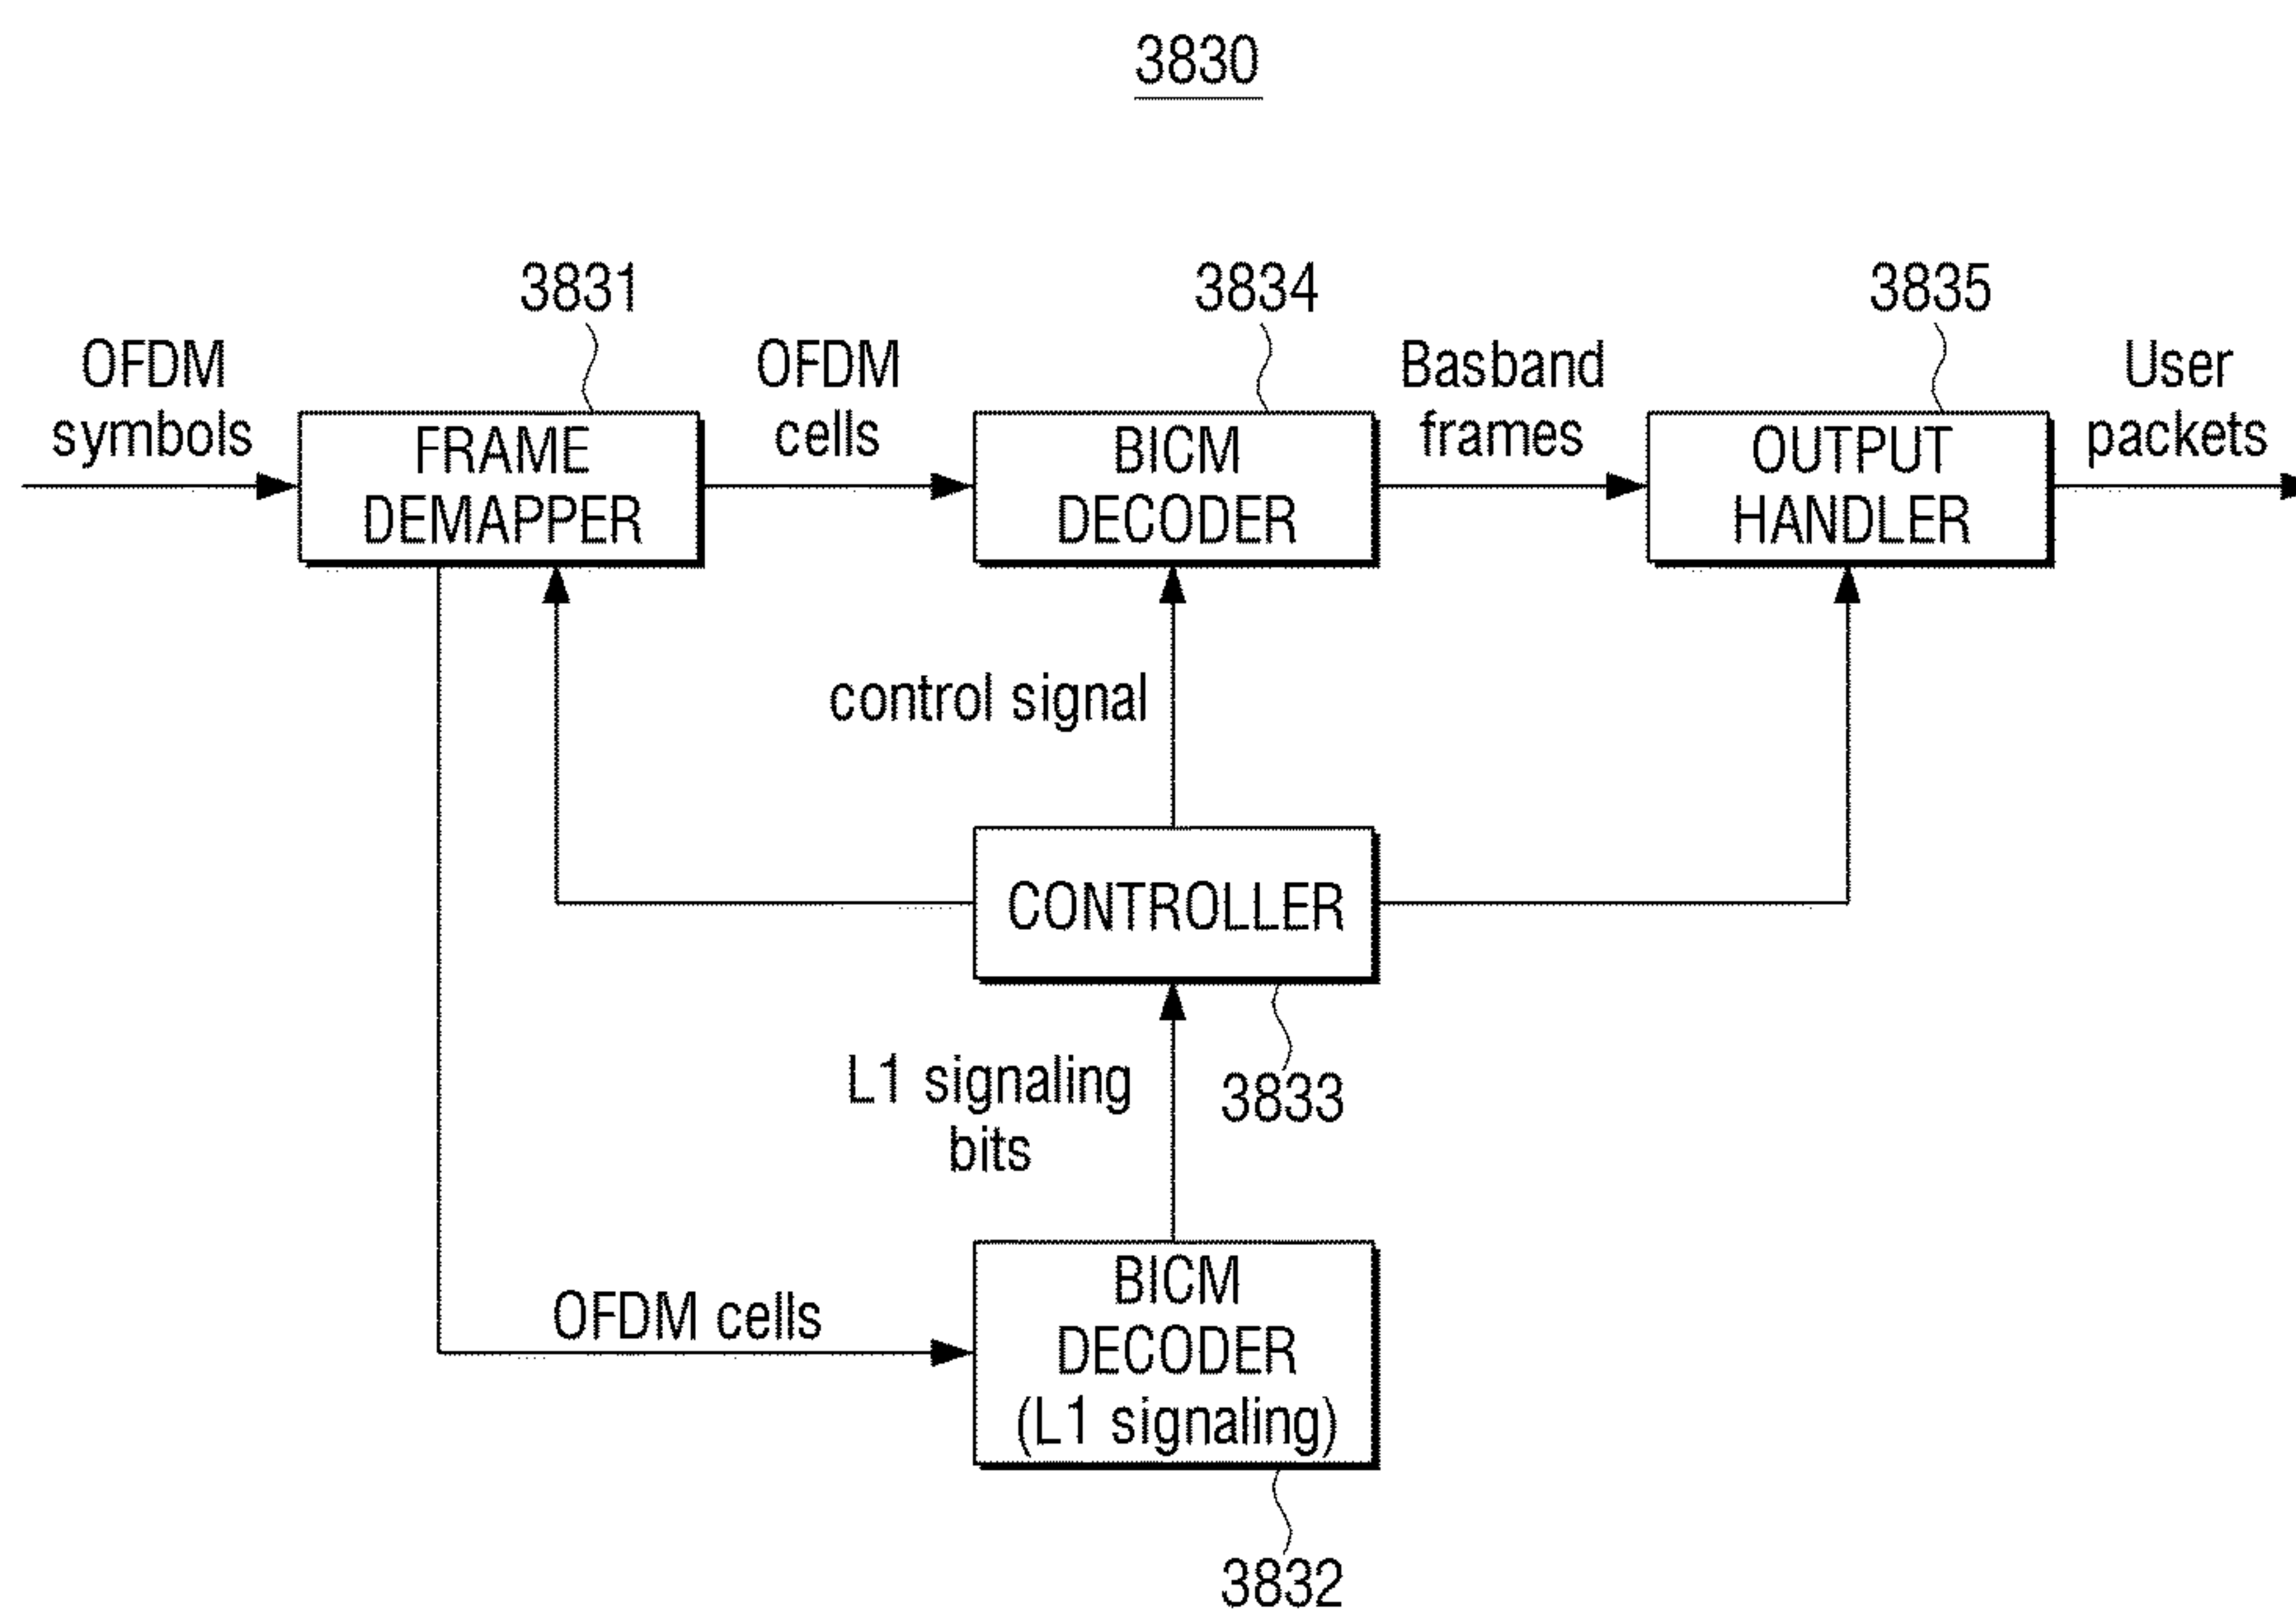 3830
3831
3834
3835
OFDM
symbols
OFDM
cells
Basband
frames
User
packets
FRAME
DEMAPPER
BICM
DECODER
OUTPUT
HANDLER
control signal
CONTROLLER
3833
L1 signaling
bits
OFDM cells
BICM
DECODER
(L1 signaling)
3832